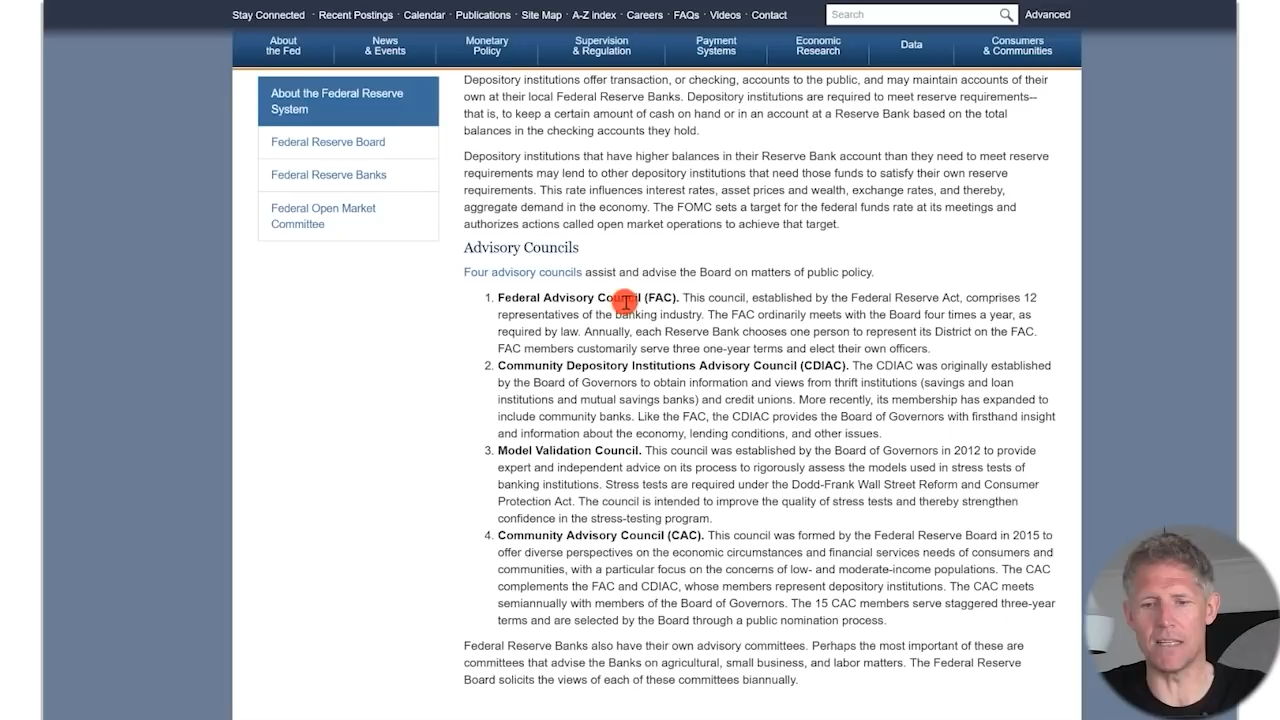 Stay Connected · Recent Postings · Calendar · Publications · Site Map · A-Z index · Careers · FAQs · Videos · Contact
Search
Advanced
About
the Fed
News
& Events
Monetary
Policy
Supervision
& Regulation
Payment
Systems
Economic
Research
Data
Consumers
& Communities
About the Federal Reserve
System
Federal Reserve Board
Federal Reserve Banks
Federal Open Market
Committee
Depository institutions offer transaction, or checking, accounts to the public, and may maintain accounts of their
own at their local Federal Reserve Banks. Depository institutions are required to meet reserve requirements--
that is, to keep a certain amount of cash on hand or in an account at a Reserve Bank based on the total
balances in the checking accounts they hold.
Depository institutions that have higher balances in their Reserve Bank account than they need to meet reserve
requirements may lend to other depository institutions that need those funds to satisfy their own reserve
requirements. This rate influences interest rates, asset prices and wealth, exchange rates, and thereby,
aggregate demand in the economy. The FOMC sets a target for the federal funds rate at its meetings and
authorizes actions called open market operations to achieve that target.
Advisory Councils
Four advisory councils assist and advise the Board on matters of public policy.
1. Federal Advisory Council (FAC). This council, established by the Federal Reserve Act, comprises 12
representatives of the banking industry. The FAC ordinarily meets with the Board four times a year, as
required by law. Annually, each Reserve Bank chooses one person to represent its District on the FAC.
FAC members customarily serve three one-year terms and elect their own officers.
2. Community Depository Institutions Advisory Council (CDIAC). The CDIAC was originally established
by the Board of Governors to obtain information and views from thrift institutions (savings and loan
institutions and mutual savings banks) and credit unions. More recently, its membership has expanded to
include community banks. Like the FAC, the CDIAC provides the Board of Governors with firsthand insight
and information about the economy, lending conditions, and other issues.
3. Model Validation Council. This council was established by the Board of Governors in 2012 to provide
expert and independent advice on its process to rigorously assess the models used in stress tests of
banking institutions. Stress tests are required under the Dodd-Frank Wall Street Reform and Consumer
Protection Act. The council is intended to improve the quality of stress tests and thereby strengthen
confidence in the stress-testing program.
4. Community Advisory Council (CAC). This council was formed by the Federal Reserve Board in 2015 to
offer diverse perspectives on the economic circumstances and financial services needs of consumers and
communities, with a particular focus on the concerns of low- and moderate-income populations. The CAC
complements the FAC and CDIAC, whose members represent depository institutions. The CAC meets
semiannually with members of the Board of Governors. The 15 CAC members serve staggered three-year
terms and are selected by the Board through a public nomination process.
Federal Reserve Banks also have their own advisory committees. Perhaps the most important of these are
committees that advise the Banks on agricultural, small business, and labor matters. The Federal Reserve
Board solicits the views of each of these committees biannually.